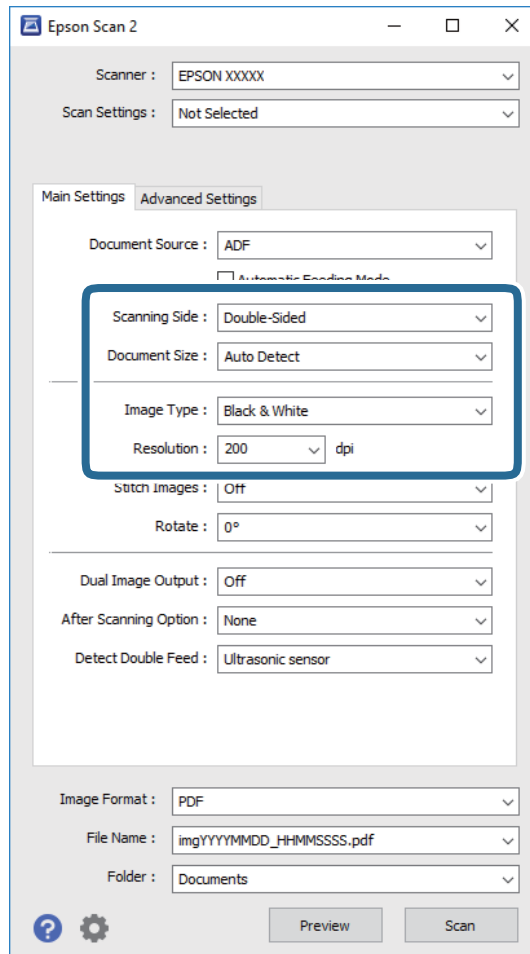 Epson Scan 2
Scanner : EPSON XXXXX
Scan Settings : Not Selected
Main Settings Advanced Settings
Document Source : ADF
Automatic Feeding Mode
Scanning Side : Double-Sided
Document Size : Auto Detect
Image Type : Black & White
Resolution : 200 dpi
Stitch Images : Off
Rotate : 0°
Dual Image Output : Off
After Scanning Option : None
Detect Double Feed : Ultrasonic sensor
Image Format : PDF
File Name : imgYYYYMMDD_HHMMSSSS.pdf
Folder : Documents
? Preview Scan